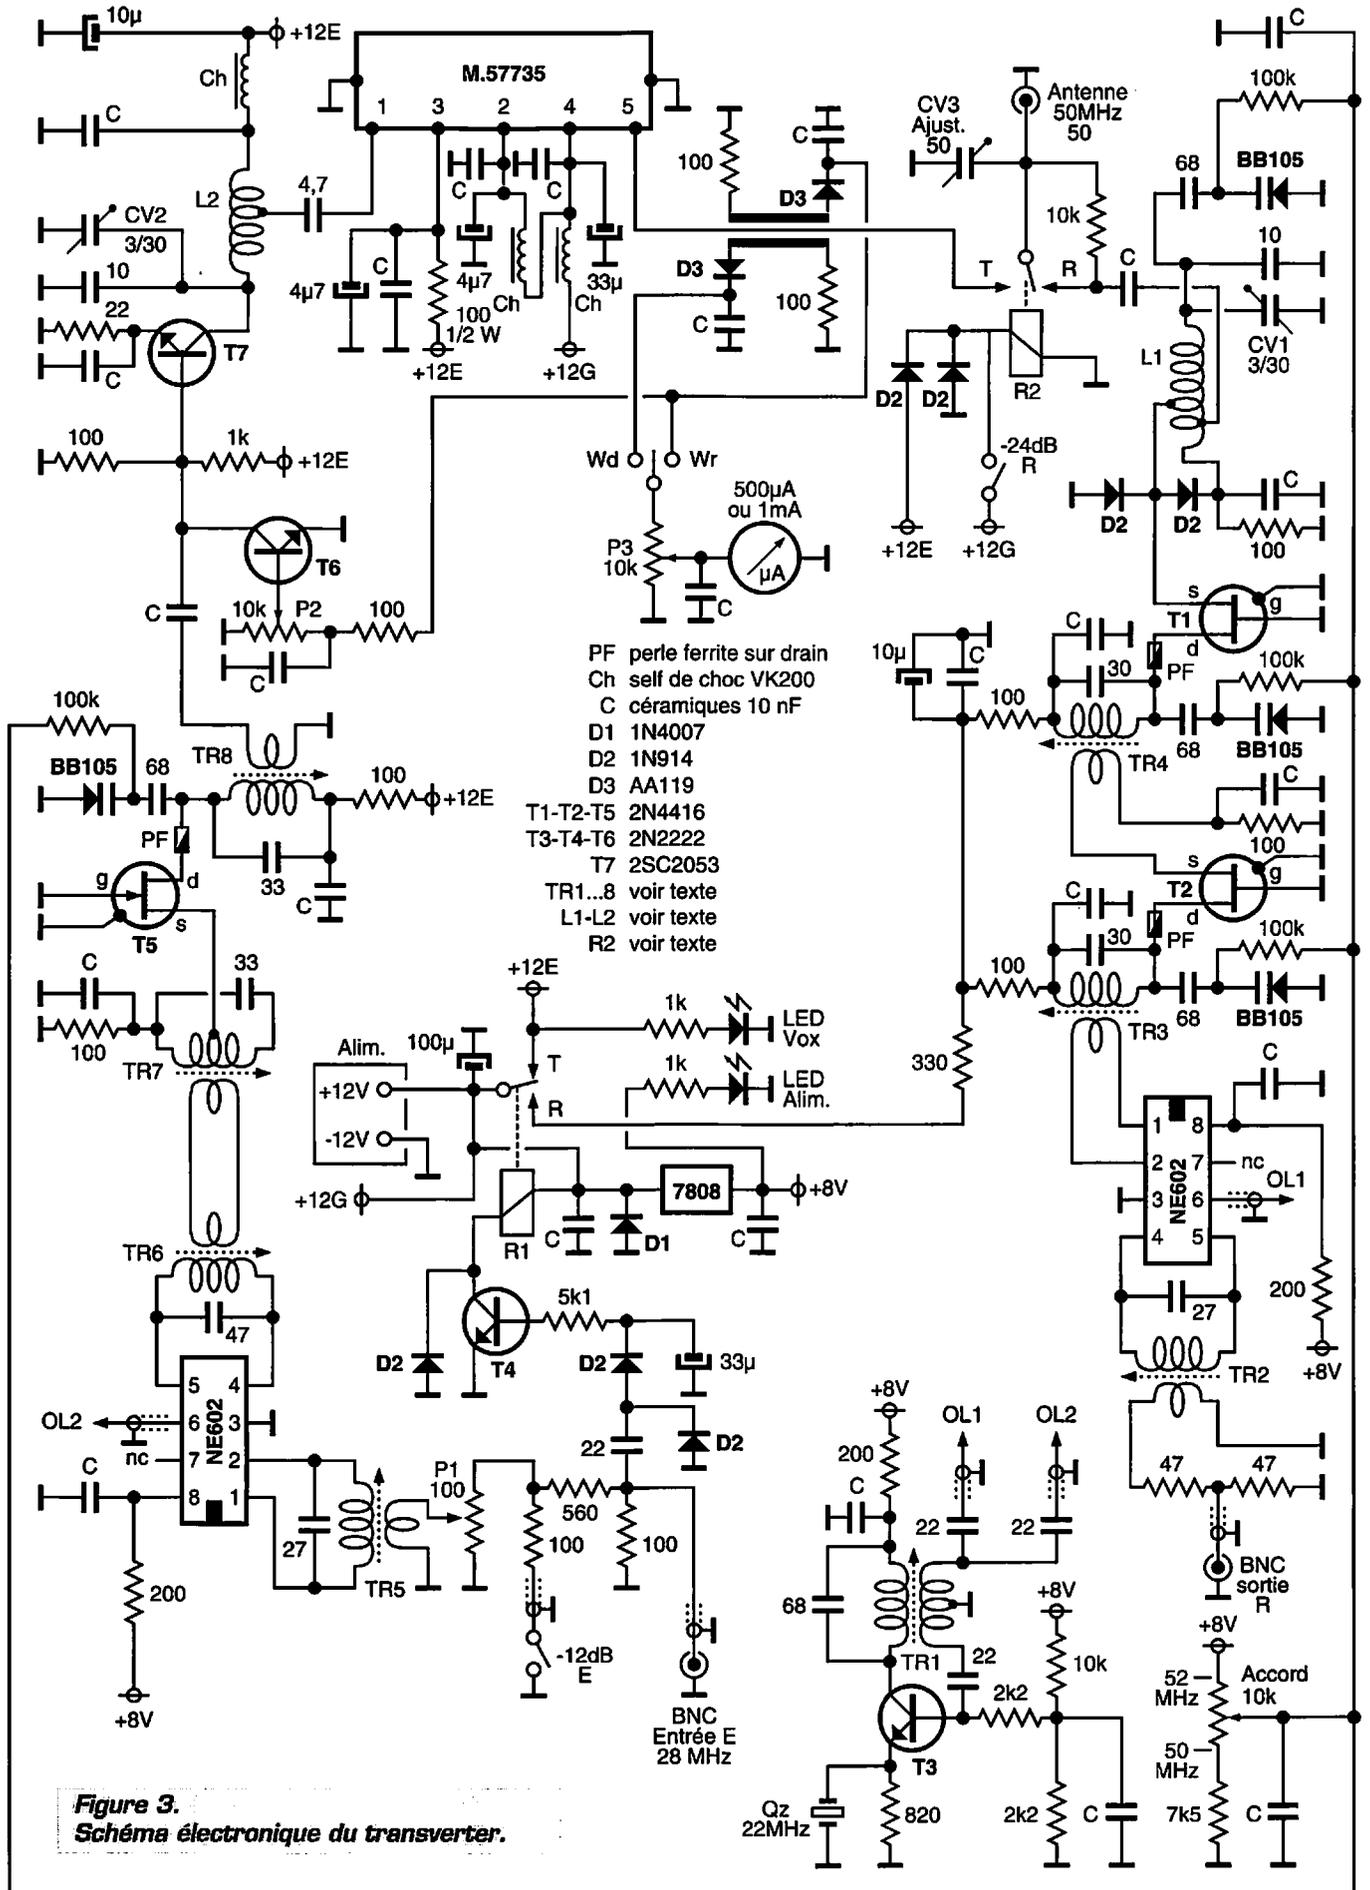 10µ
+12E
Ch
C
L2
4,7
CV2
3/30
10
22
C
T7
M.57735
1 3 2 4 5
C
C
C
4µ7
4µ7
100
1/2 W
Ch
Ch
33µ
+12E
+12G
100
C
D3
D3
C
100
CV3
Ajust.
50
Antenne
50MHz
50
10k
T
R
C
R2
D2
D2
-24dB
R
+12E
+12G
C
100k
68
BB105
10
CV1
3/30
L1
D2
D2
C
100
100
1k
+12E
T6
C
10k
P2
100
C
Wd
Wr
500µA
ou 1mA
µA
P3
10k
C
PF perle ferrite sur drain
Ch self de choc VK200
C céramiques 10 nF
D1 1N4007
D2 1N914
D3 AA119
T1-T2-T5 2N4416
T3-T4-T6 2N2222
T7 2SC2053
TR1...8 voir texte
L1-L2 voir texte
R2 voir texte
s
T1
g
d
PF
10µ
C
100
C
30
100k
68
BB105
TR4
C
100
s
T2
g
d
PF
C
30
100
100k
68
BB105
TR3
330
100k
BB105
68
TR8
100
+12E
PF
33
C
g
d
s
T5
C
100
33
TR7
TR6
47
5 4
6 3
7 2
8 1
NE602
OL2
nc
C
200
+8V
27
TR5
P1
100
+12E
100µ
Alim.
+12V
-12V
+12G
T
R
1k
LED
Vox
1k
LED
Alim.
R1
C
D1
7808
C
+8V
D2
T4
5k1
D2
33µ
22
D2
560
100
100
-12dB
E
BNC
Entrée E
28 MHz
C
1 8
2 7
3 6
4 5
NE602
nc
OL1
27
200
+8V
TR2
47
47
BNC
sortie
R
+8V
200
C
OL1
OL2
22
22
68
TR1
22
+8V
10k
2k2
T3
Qz
22MHz
820
2k2
C
+8V
52
MHz
Accord
10k
50
MHz
7k5
C
Figure 3.
Schéma électronique du transverter.